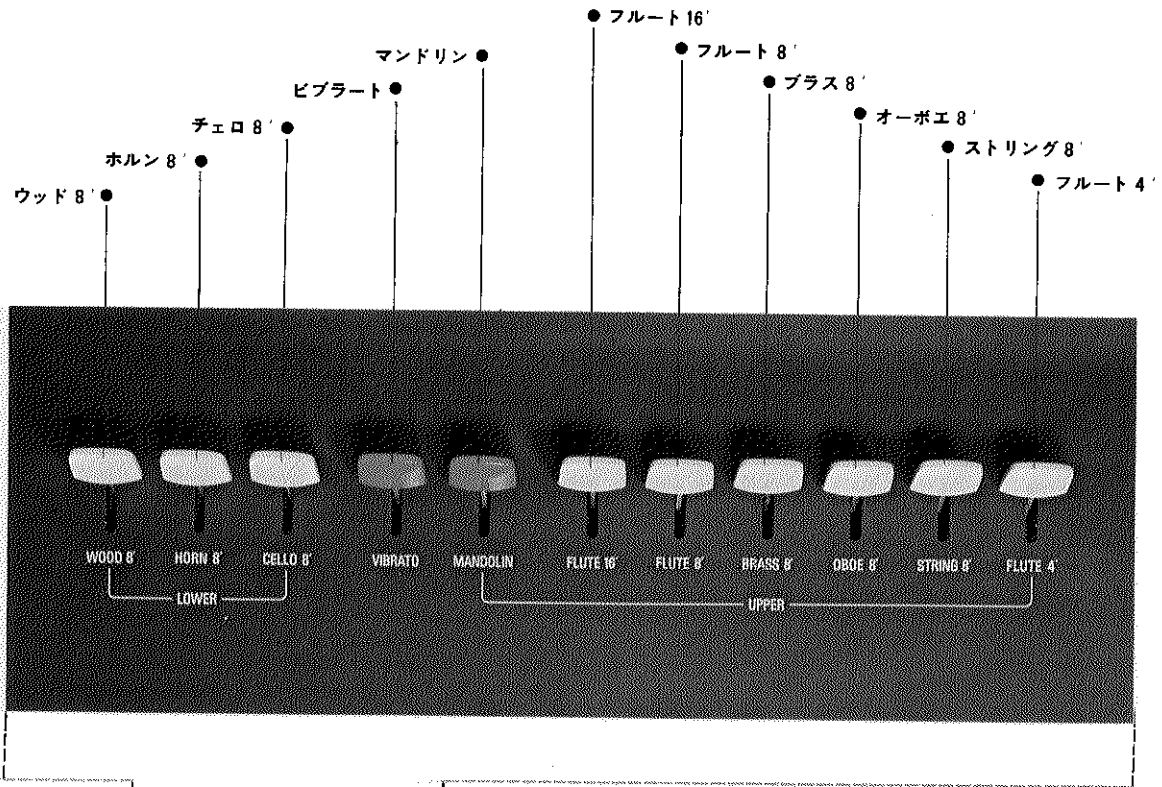 フルート 16′
フルート 8′
マンドリン
ブラス 8′
ビブラート
オーボエ 8′
チェロ 8′
ストリング 8′
ホルン 8′
フルート 4′
ウッド 8′
WOOD 8′ HORN 8′ CELLO 8′ VIBRATO MANDOLIN FLUTE 16′ FLUTE 8′ BRASS 8′ OBOE 8′ STRING 8′ FLUTE 4′
LOWER UPPER